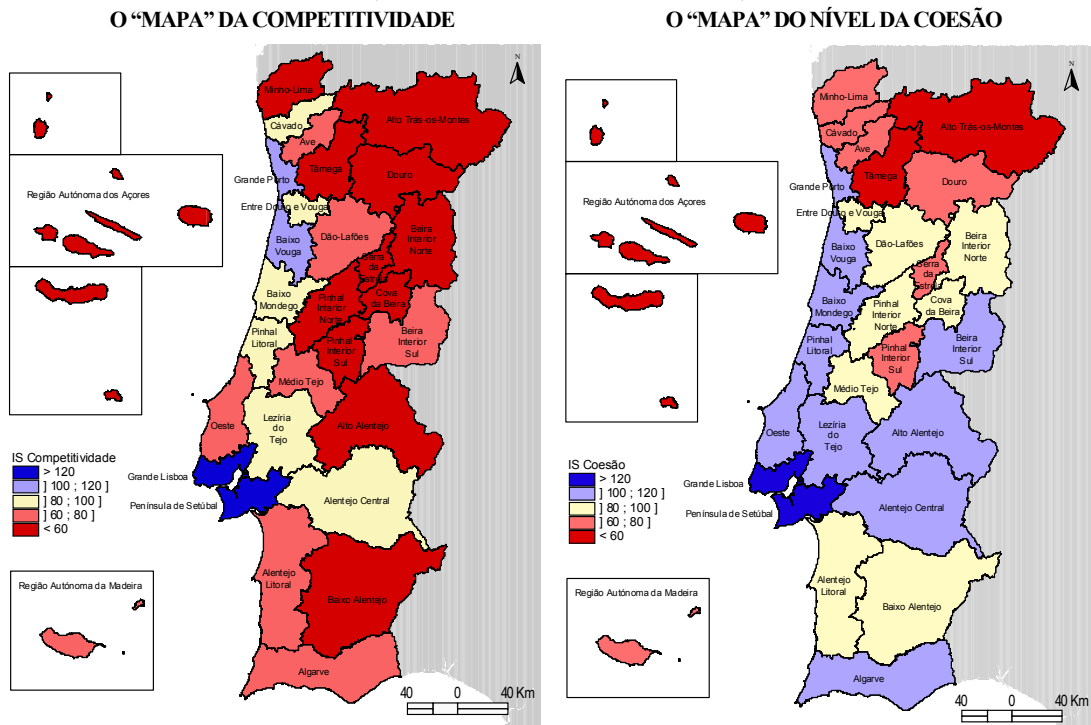 O “MAPA” DA COMPETITIVIDADE
N
Minho-Lima
Alto Trás-os-Montes
Cávado
Ave
Tâmega
Douro
Grande Porto
Região Autónoma dos Açores
Entre Douro e Vouga
Baixo
Vouga
Dão-Lafões
Beira
Interior
Norte
Serra
da
Estrela
Baixo
Mondego
Pinhal
Interior
Norte
Cova
da Beira
Pinhal
Litoral
Pinhal
Interior
Sul
Beira
Interior
Sul
Médio Tejo
Oeste
Lezíria
do
Tejo
Alto Alentejo
IS Competitividade
> 120
] 100 ; 120 ]
] 80 ; 100 ]
] 60 ; 80 ]
< 60
Grande Lisboa
Península de Setúbal
Alentejo Central
Região Autónoma da Madeira
Alentejo
Litoral
Baixo Alentejo
Algarve
40 0 40 Km
O “MAPA” DO NÍVEL DA COESÃO
N
Minho-Lima
Alto Trás-os-Montes
Cávado
Ave
Tâmega
Douro
Grande Porto
Região Autónoma dos Açores
Entre Douro e Vouga
Baixo
Vouga
Dão-Lafões
Beira
Interior
Norte
Serra
da
Estrela
Baixo
Mondego
Pinhal
Interior
Norte
Cova
da Beira
Pinhal
Litoral
Pinhal
Interior
Sul
Beira
Interior
Sul
Médio Tejo
Oeste
Lezíria
do
Tejo
Alto Alentejo
IS Coesão
> 120
] 100 ; 120 ]
] 80 ; 100 ]
] 60 ; 80 ]
< 60
Grande Lisboa
Península de Setúbal
Alentejo Central
Região Autónoma da Madeira
Alentejo
Litoral
Baixo Alentejo
Algarve
40 0 40 Km